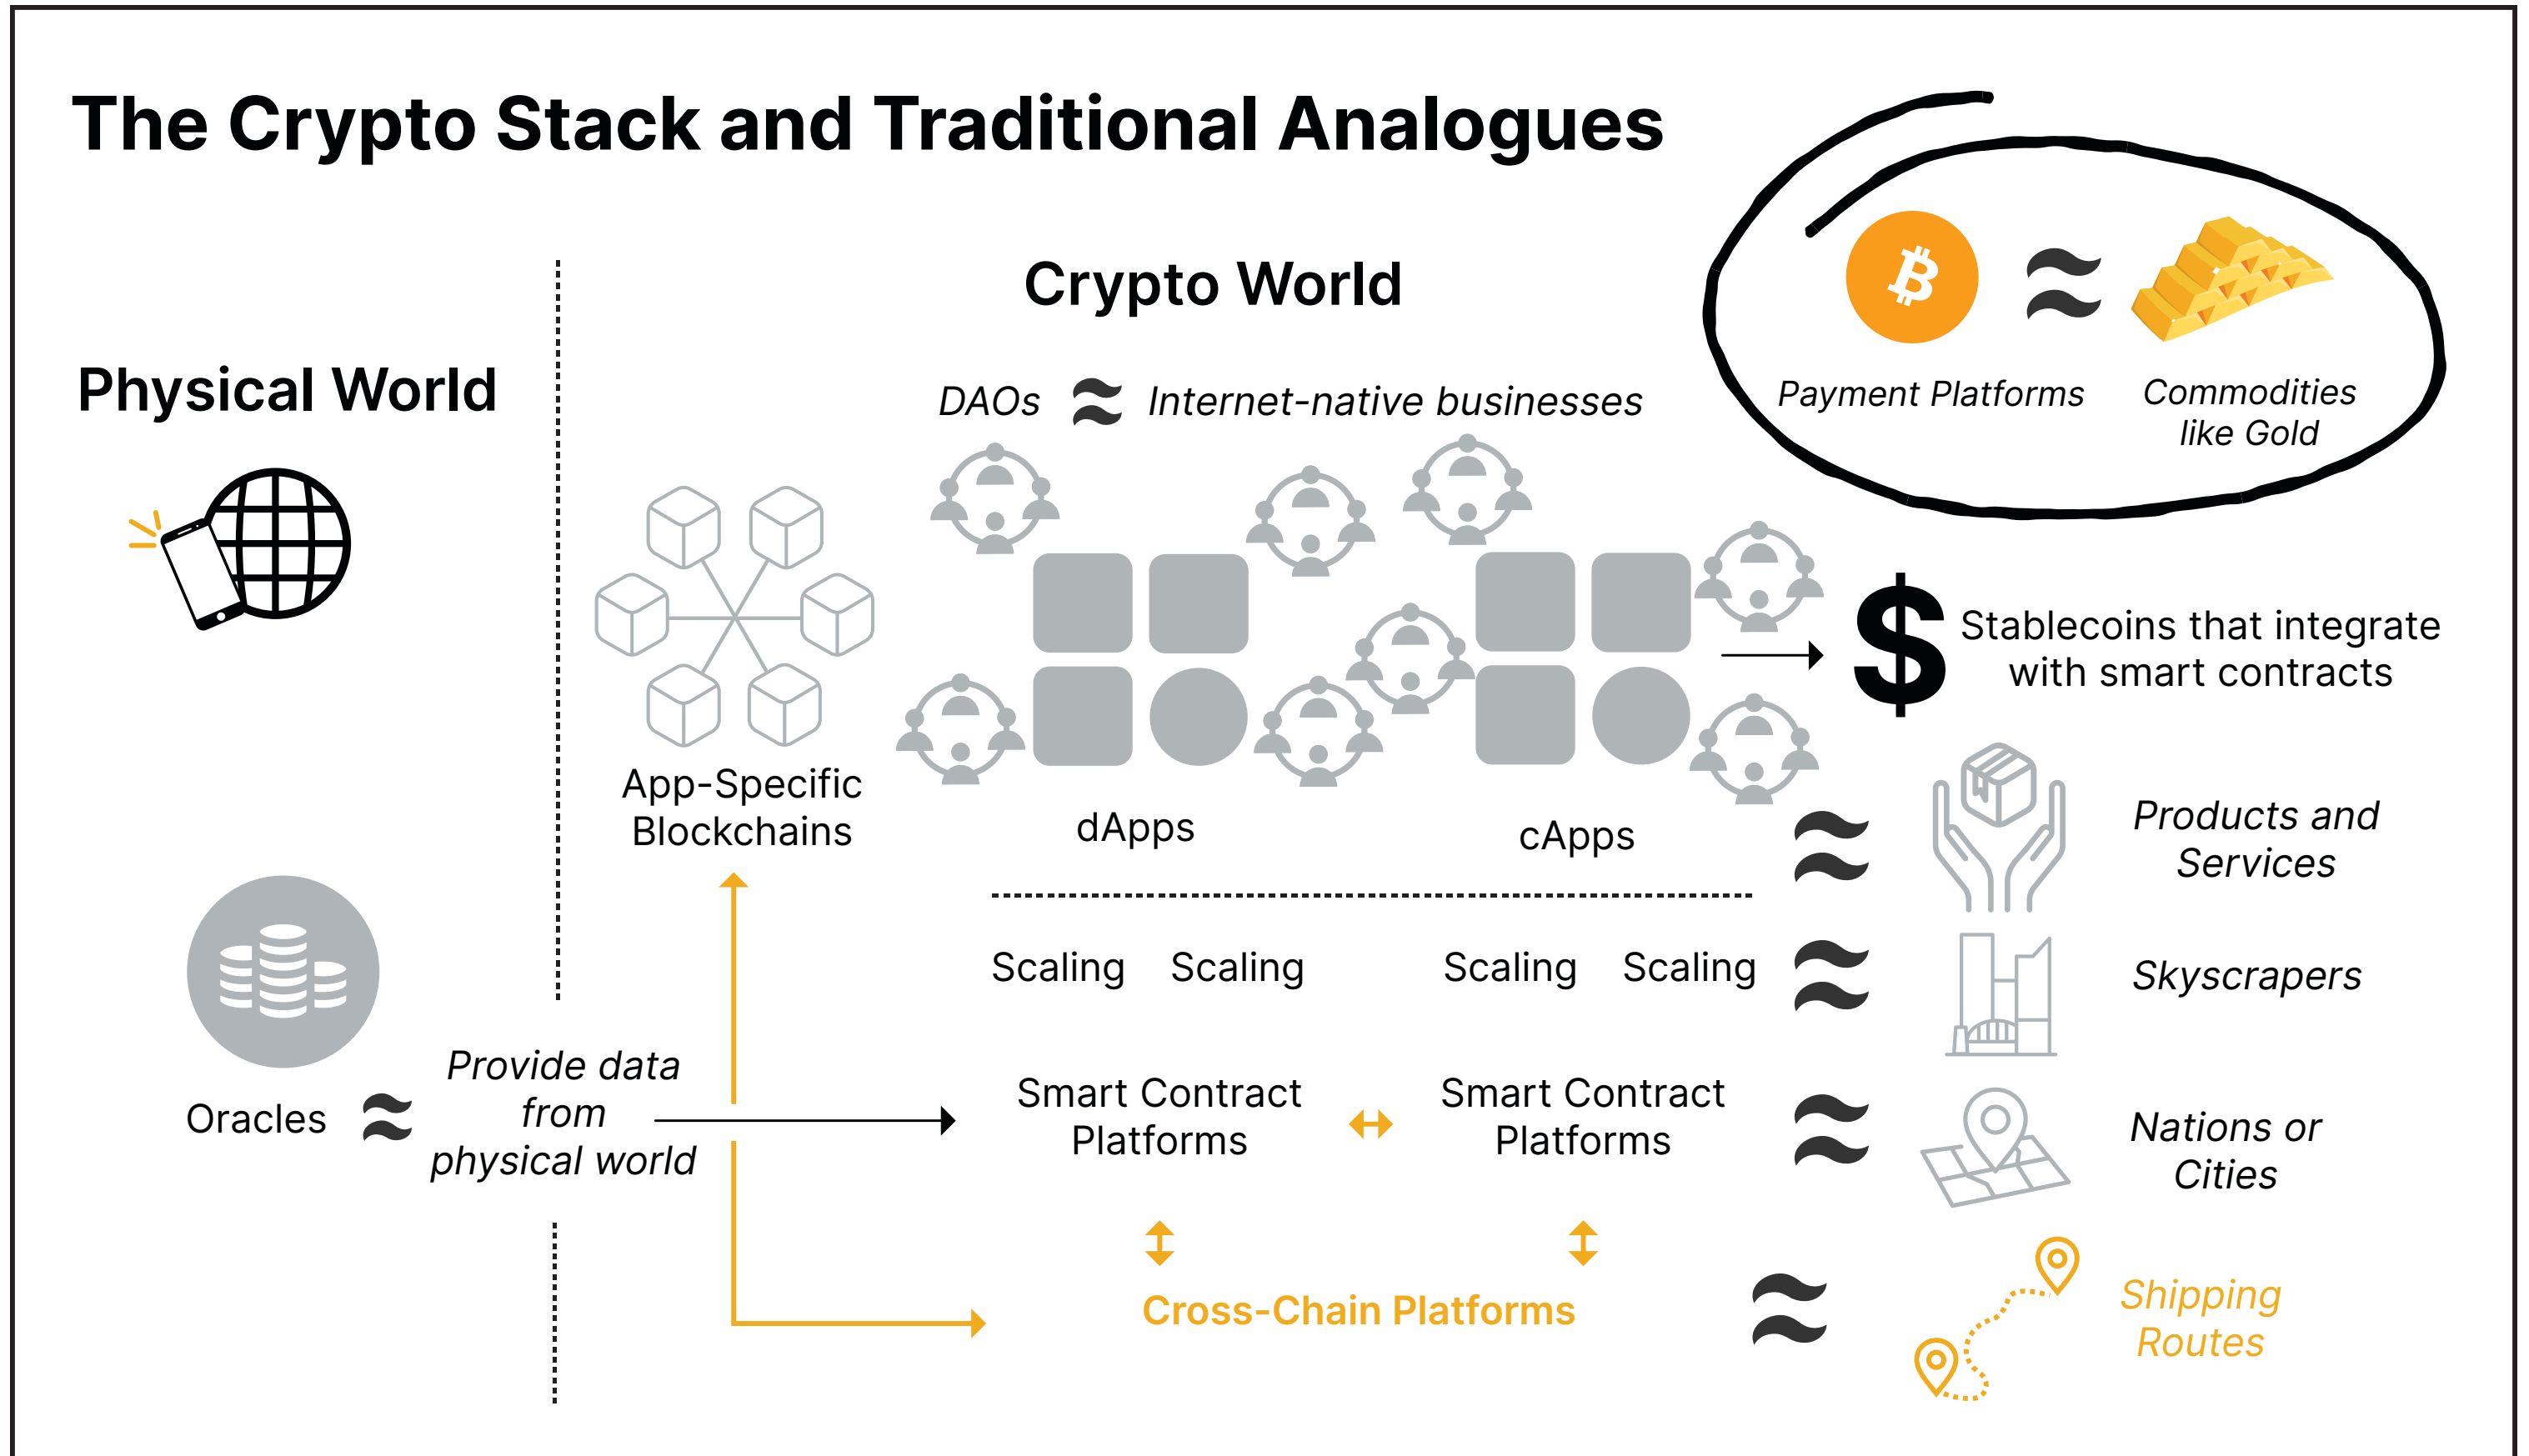 The Crypto Stack and Traditional Analogues
Crypto World
Physical World
Payment Platforms
Commodities
like Gold
DAOs ≈ Internet-native businesses
$
Stablecoins that integrate
with smart contracts
App-Specific
Blockchains
dApps
cApps
≈
Products and
Services
Scaling Scaling Scaling Scaling
≈
Skyscrapers
Oracles ≈
Provide data
from
physical world
Smart Contract
Platforms
Smart Contract
Platforms
≈
Nations or
Cities
Cross-Chain Platforms
≈
Shipping
Routes